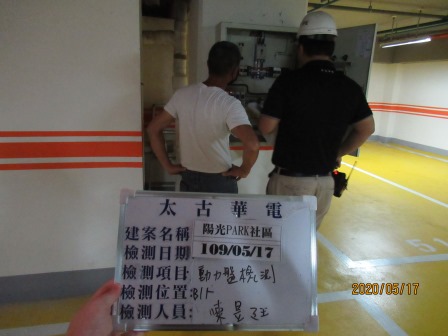 太古華電
建案名稱 陽光PARK社區
檢測日期: 109/05/17
檢測項目: 動力盤檢測
檢測位置: B1F
檢測人員:
2020/05/17